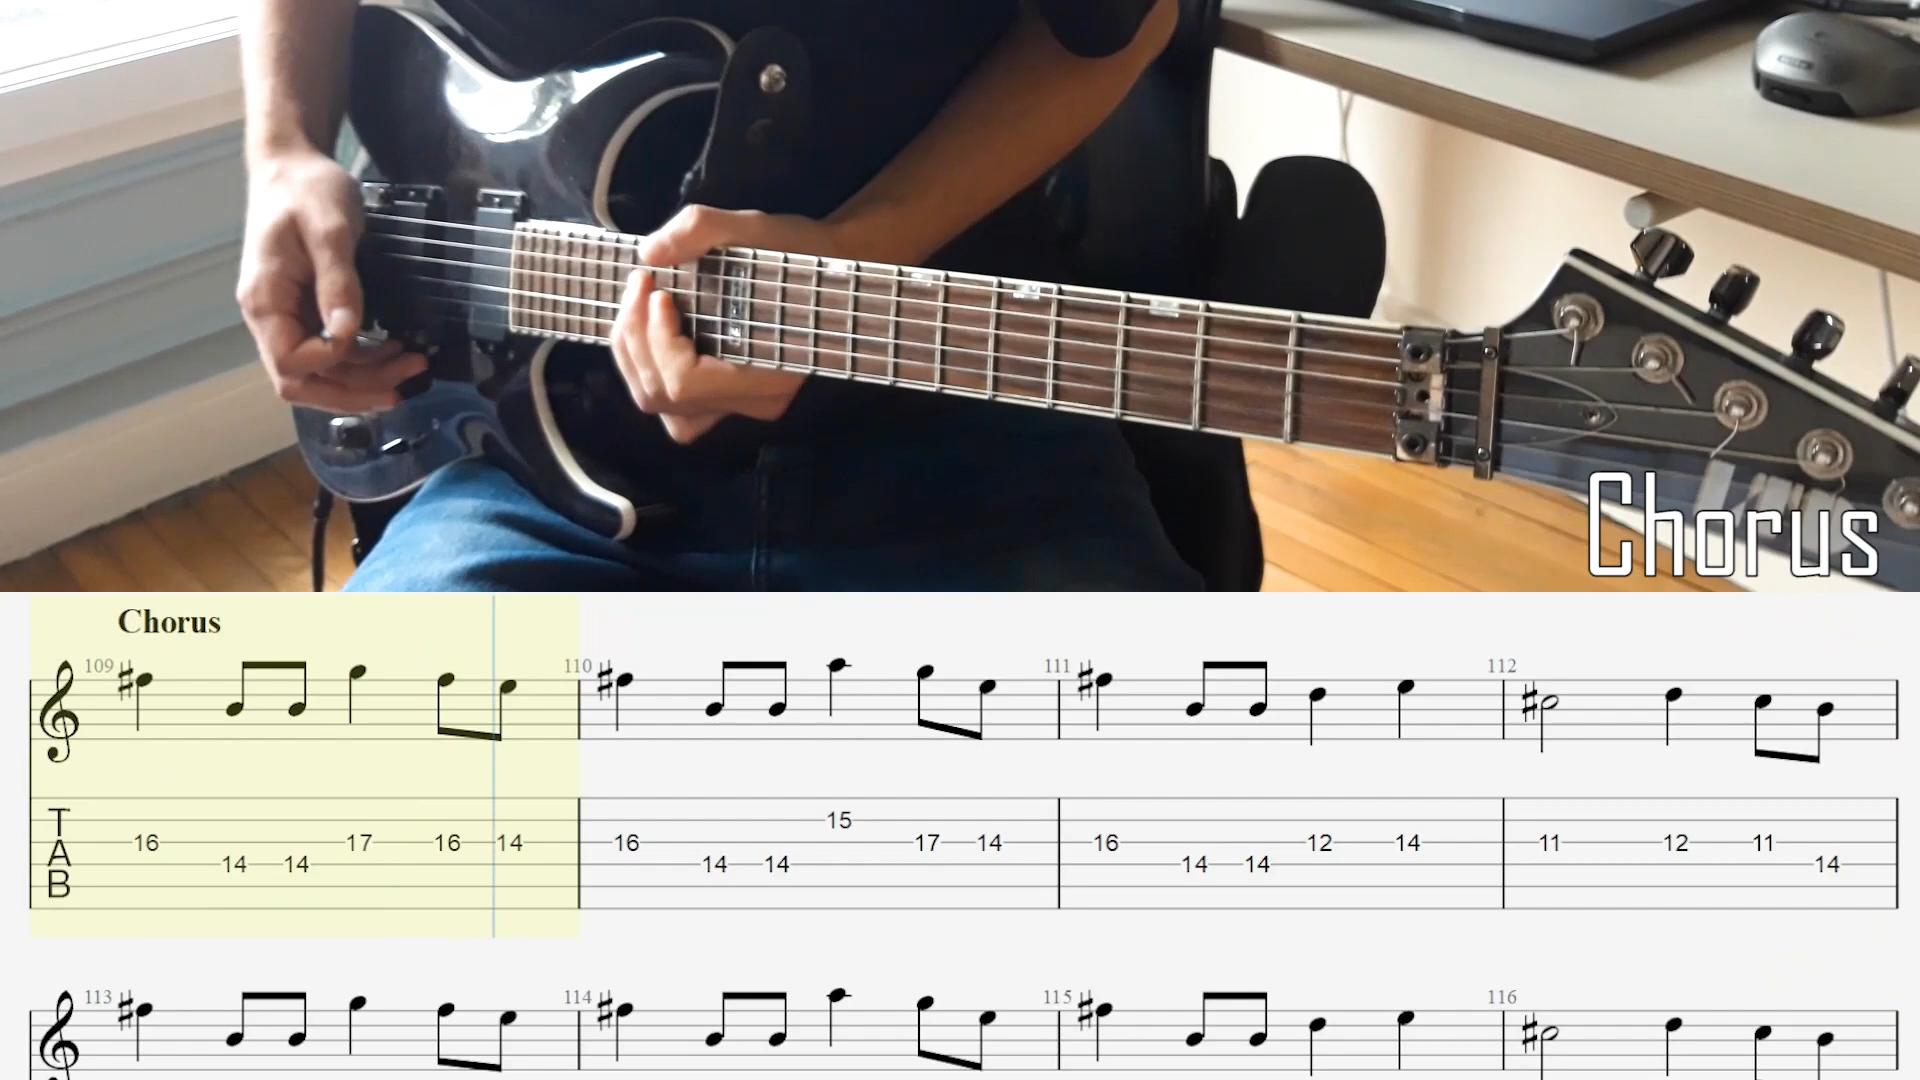 Chorus
Chorus
109 110 111 112
T
A
B
15
16 17 16 14 16 17 14 16 12 14 11 12 11
14 14 14 14 14 14 14
113 114 115 116